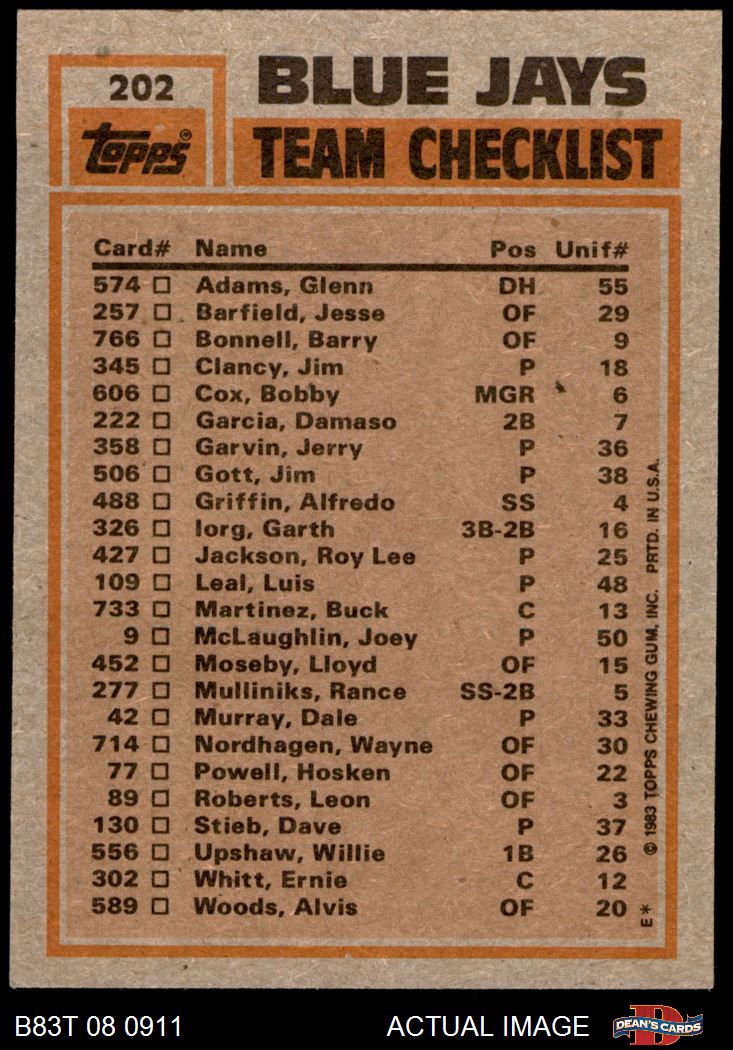 202
topps®
BLUE JAYS
TEAM CHECKLIST
Card# Name Pos Unif#
574 Adams, Glenn DH 55
257 Barfield, Jesse OF 29
766 Bonnell, Barry OF 9
345 Clancy, Jim P 18
606 Cox, Bobby MGR 6
222 Garcia, Damaso 2B 7
358 Garvin, Jerry P 36
506 Gott, Jim P 38
488 Griffin, Alfredo SS 4
326 Iorg, Garth 3B-2B 16
427 Jackson, Roy Lee P 25
109 Leal, Luis P 48
733 Martinez, Buck C 13
9 McLaughlin, Joey P 50
452 Moseby, Lloyd OF 15
277 Mulliniks, Rance SS-2B 5
42 Murray, Dale P 33
714 Nordhagen, Wayne OF 30
77 Powell, Hosken OF 22
89 Roberts, Leon OF 3
130 Stieb, Dave P 37
556 Upshaw, Willie 1B 26
302 Whitt, Ernie C 12
589 Woods, Alvis OF 20
E* © 1983 TOPPS CHEWING GUM, INC. PRTD. IN U.S.A.
B83T 08 0911
ACTUAL IMAGE
D
DEAN'S CARDS